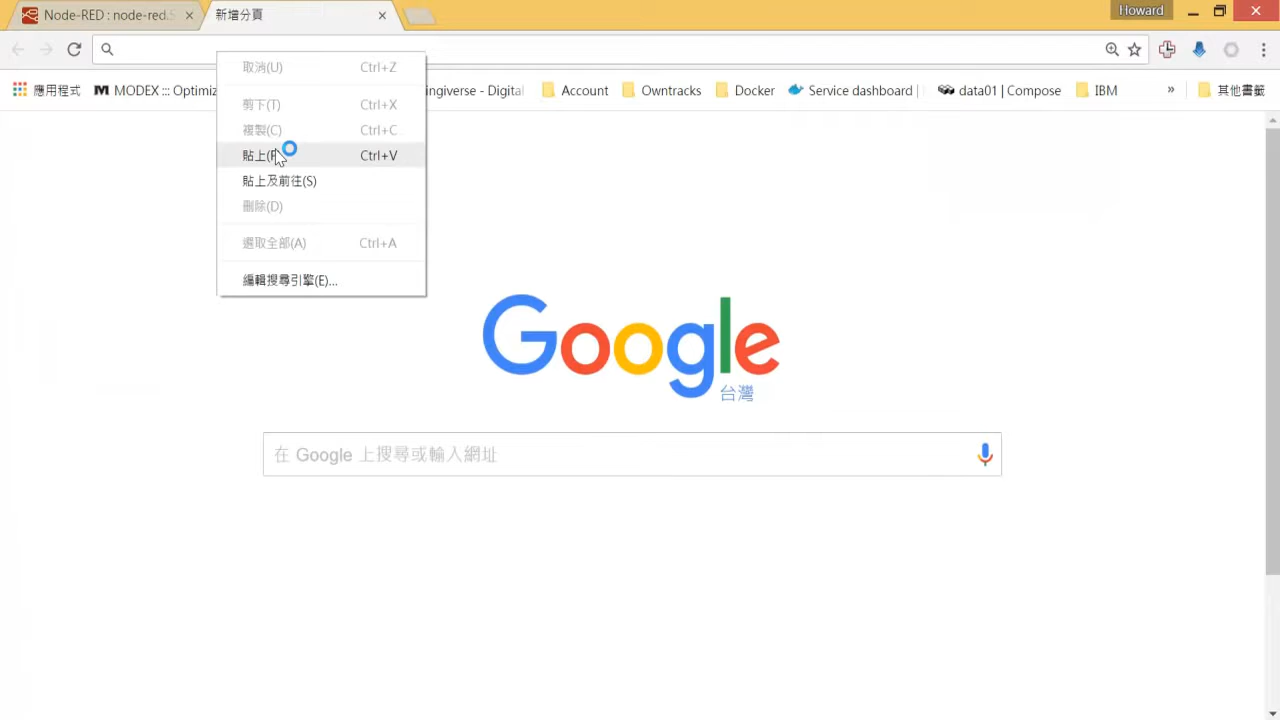 Node-RED : node-red.S
新增分頁
Howard
應用程式
MODEX ::: Optimiz
ingiverse - Digital
Account
Owntracks
Docker
Service dashboard |
data01 | Compose
IBM
»
其他書籤
取消(U) Ctrl+Z
剪下(T) Ctrl+X
複製(C) Ctrl+C
貼上(P Ctrl+V
貼上及前往(S)
刪除(D)
選取全部(A) Ctrl+A
編輯搜尋引擎(E)...
Google
台灣
在 Google 上搜尋或輸入網址